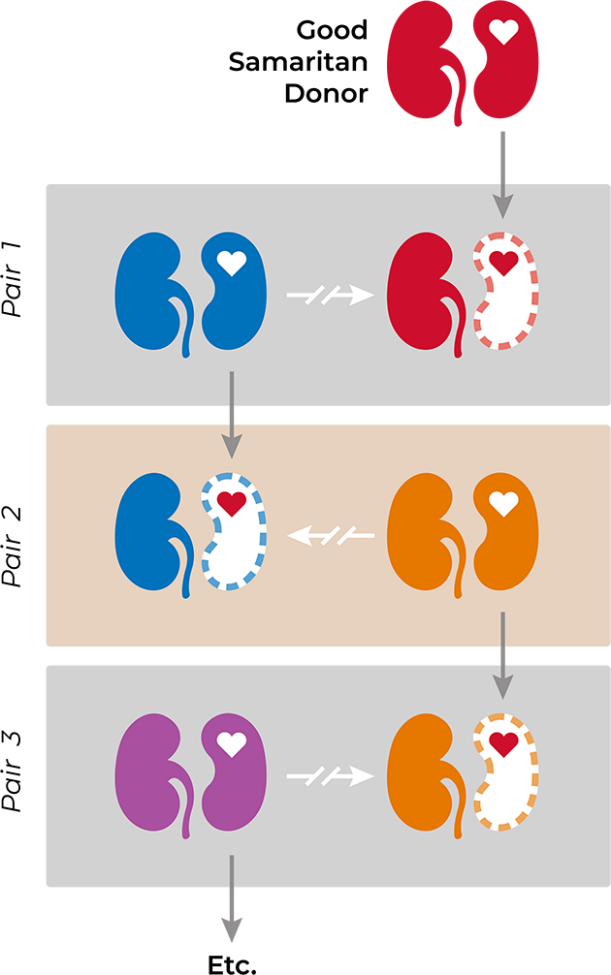 Good
Samaritan
Donor
Pair 1
Pair 2
Pair 3
Etc.